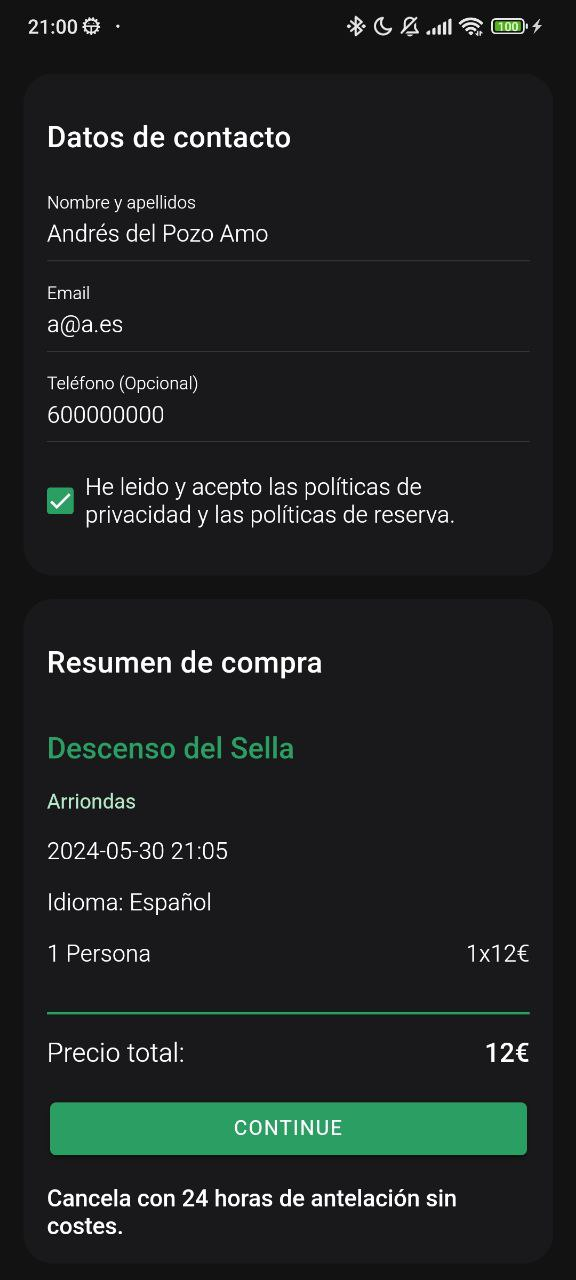 21:00
100
Datos de contacto
Nombre y apellidos
Andrés del Pozo Amo
Email
a@a.es
Teléfono (Opcional)
600000000
He leido y acepto las políticas de
privacidad y las políticas de reserva.
Resumen de compra
Descenso del Sella
Arriondas
2024-05-30 21:05
Idioma: Español
1 Persona 1x12€
Precio total: 12€
CONTINUE
Cancela con 24 horas de antelación sin
costes.